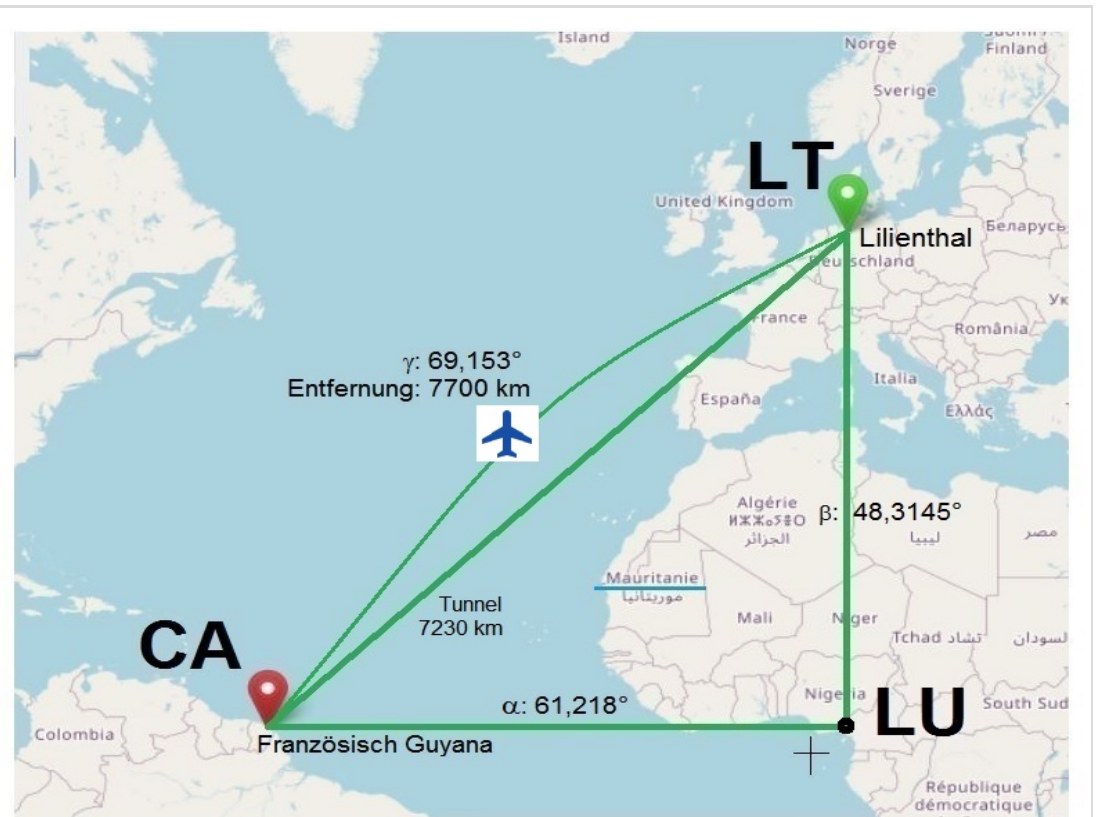 Island
Norge
Suomi /
Finland
Sverige
LT
United Kingdom
Lilienthal
Беларусь
Deutschland
France
Ук
România
γ: 69,153°
Entfernung: 7700 km
España
Italia
Ελλάς
Algérie
ⵍⵣⵣⴰⵢⴻⵔ
الجزائر
β: 48,3145°
ليبيا
مصر
Mauritanie
موريتانيا
Tunnel
7230 km
Mali
Niger
Tchad تشاد
السودان
CA
Nigeria
South Sud
α: 61,218°
LU
Colombia
Französisch Guyana
République
démocratique